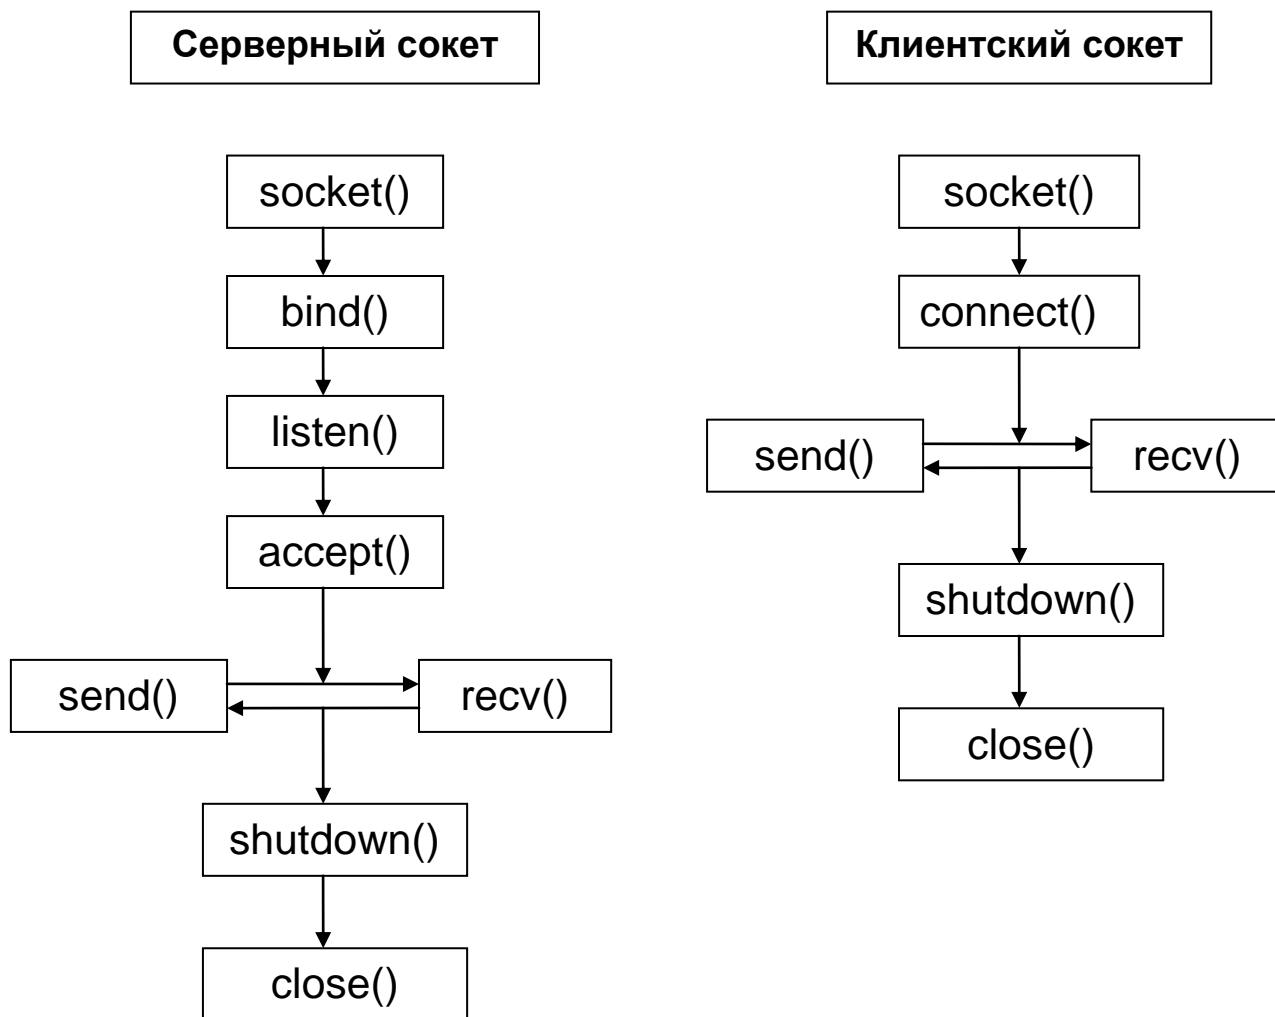 Серверный сокет
socket()
bind()
listen()
accept()
send()
recv()
shutdown()
close()
Клиентский сокет
socket()
connect()
send()
recv()
shutdown()
close()